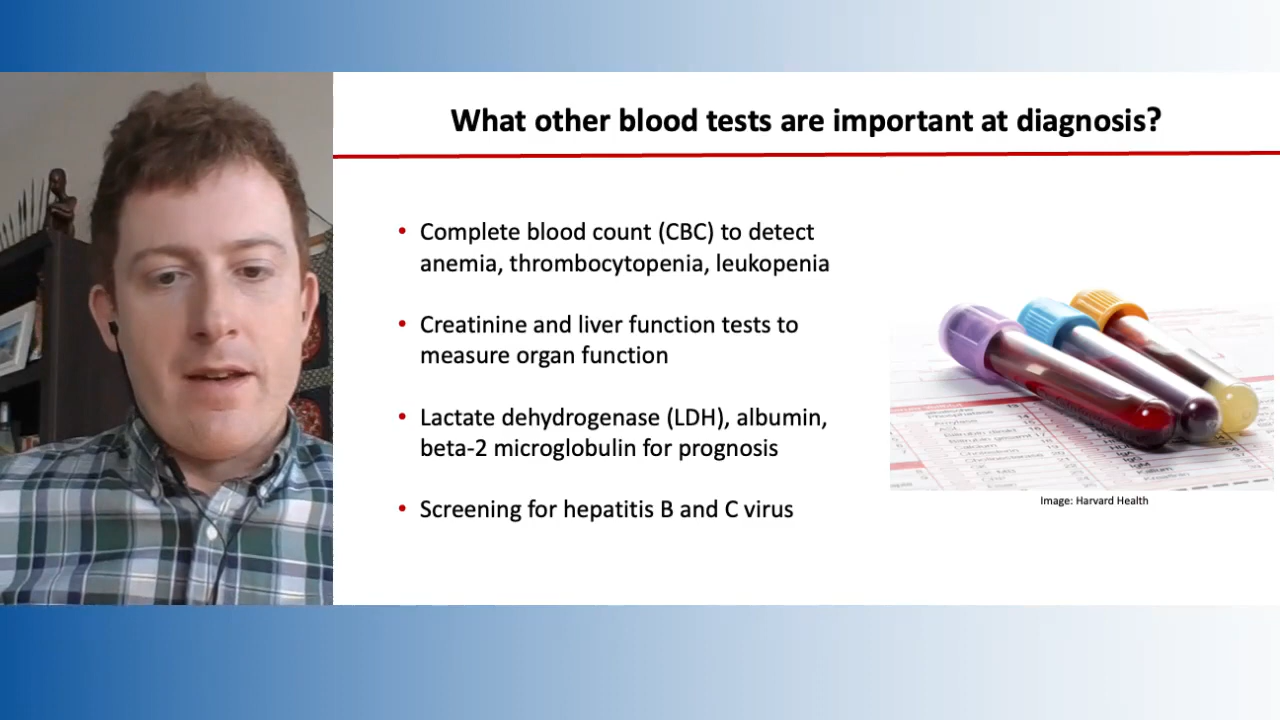 What other blood tests are important at diagnosis?
• Complete blood count (CBC) to detect
anemia, thrombocytopenia, leukopenia
• Creatinine and liver function tests to
measure organ function
• Lactate dehydrogenase (LDH), albumin,
beta-2 microglobulin for prognosis
• Screening for hepatitis B and C virus
Image: Harvard Health